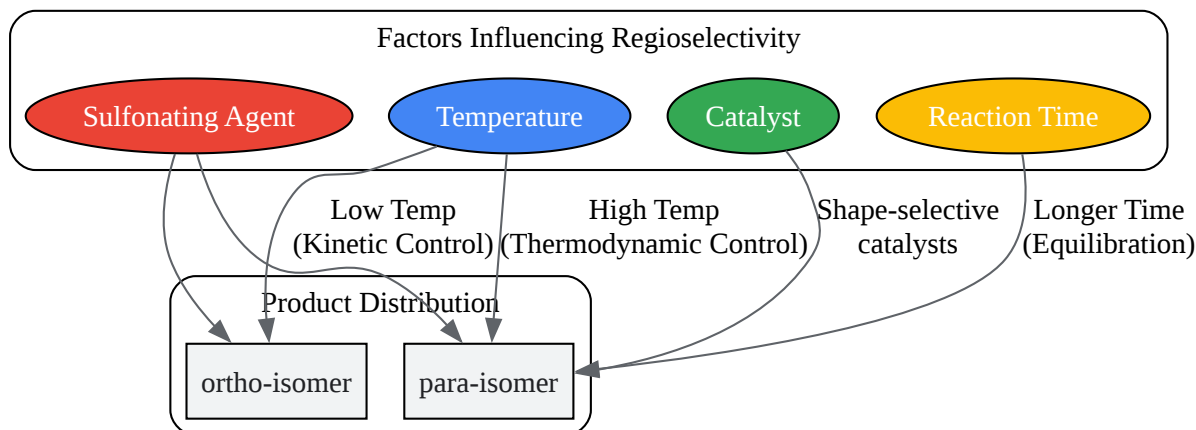 Factors Influencing Regioselectivity
Sulfonating Agent
Temperature
Catalyst
Reaction Time
Low Temp
(Kinetic Control)
High Temp
(Thermodynamic Control)
Shape-selective
catalysts
Longer Time
(Equilibration)
Product Distribution
ortho-isomer
para-isomer